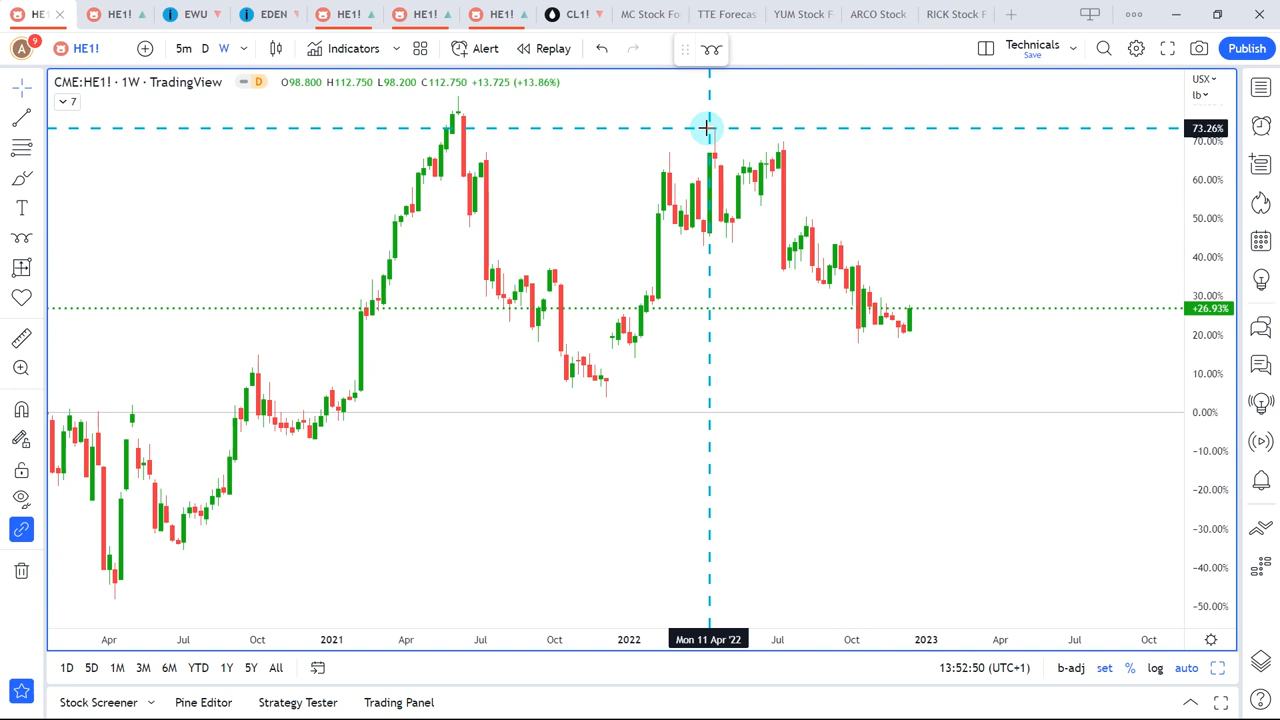 HE1!
HE1!
EWU
EDEN
HE1!
HE1!
HE1!
CL1!
MC Stock Fo
TTE Forecas
YUM Stock
ARCO Stock
RICK Stock
A
9
HE1!
5m
D
W
Indicators
Alert
Replay
Technicals
Save
Publish
CME:HE1! · 1W · TradingView
D
O98.800 H112.750 L98.200 C112.750 +13.725 (+13.86%)
7
USX
lb
73.26%
70.00%
60.00%
50.00%
40.00%
30.00%
+26.93%
20.00%
10.00%
0.00%
−10.00%
−20.00%
−30.00%
−40.00%
−50.00%
Apr
Jul
Oct
2021
Apr
Jul
Oct
2022
Mon 11 Apr '22
Jul
Oct
2023
Apr
Jul
Oct
1D
5D
1M
3M
6M
YTD
1Y
5Y
All
13:52:50 (UTC+1)
b-adj
set
%
log
auto
Stock Screener
Pine Editor
Strategy Tester
Trading Panel